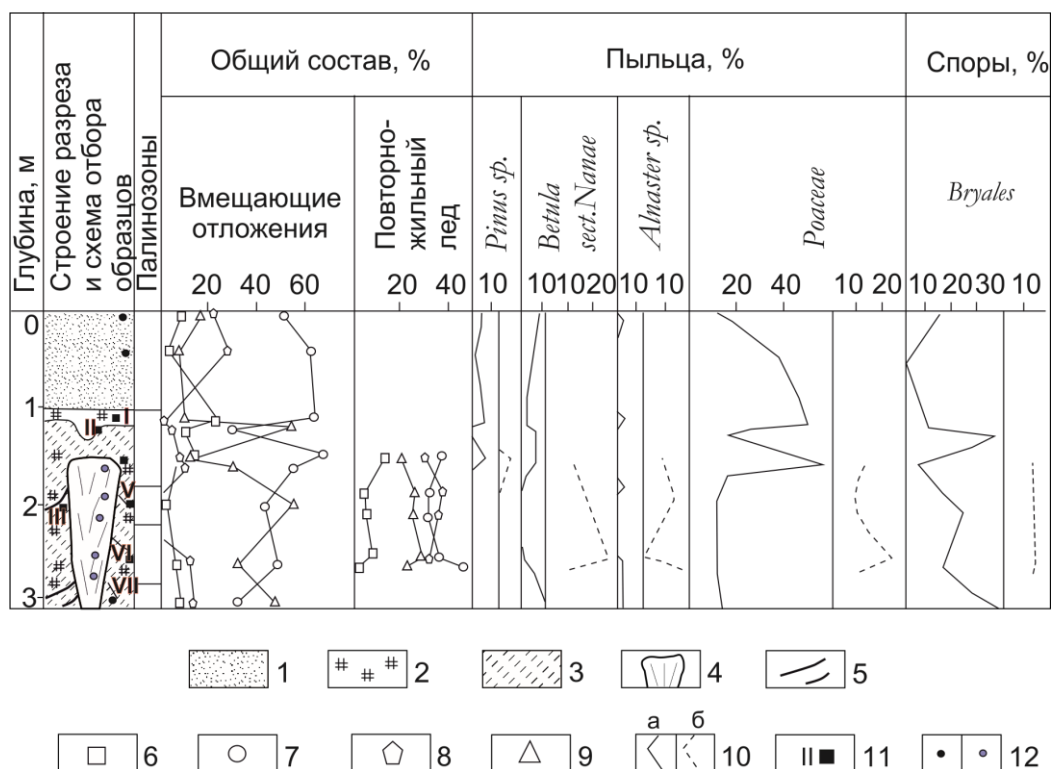 Общий состав, %
Пыльца, %
Споры, %
Глубина, м
Строение разреза
и схема отбора
образцов
Палинозоны
Вмещающие
отложения
Повторно-
жильный
лед
Pinus sp.
Betula
sect.Nanae
Alnaster sp.
Poaceae
Bryales
20 40 60
20 40
10
10 10 20
10 10
20 40
10 20
10 20 30
10
0
1
2
3
I
II
III
V
VI
VII
1
2
3
4
5
6
7
8
9
а б
10
II
11
12